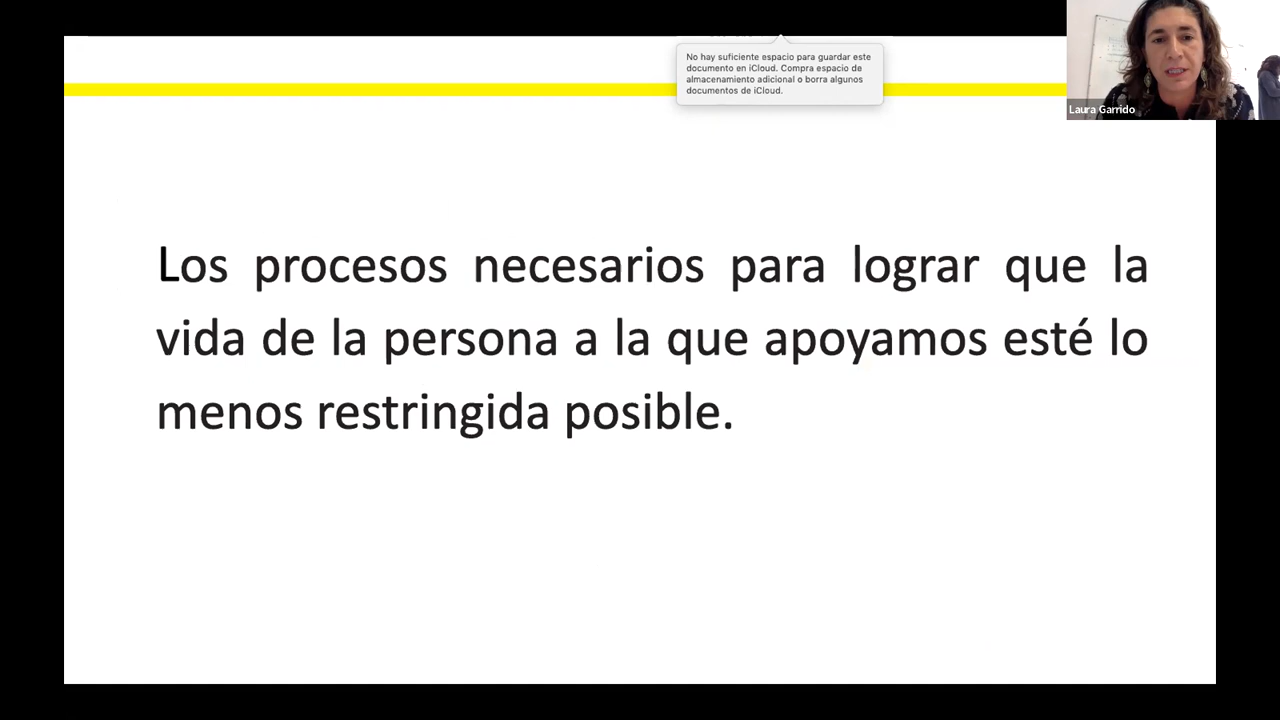 No hay suficiente espacio para guardar este
documento en iCloud. Compra espacio de
almacenamiento adicional o borra algunos
documentos de iCloud.
Laura Garrido
Los procesos necesarios para lograr que la
vida de la persona a la que apoyamos esté lo
menos restringida posible.